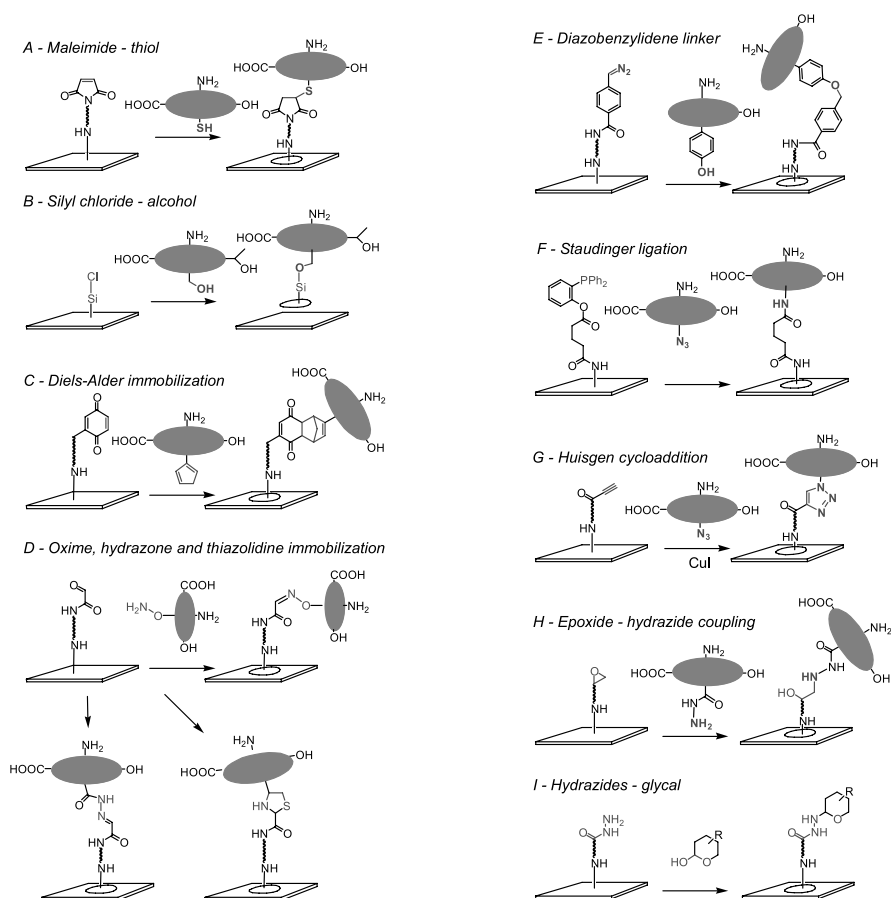 A - Maleimide - thiol
O
N
O
HN
NH2
HOOC
OH
SH
NH2
HOOC
OH
S
O
N
O
HN
B - Silyl chloride - alcohol
Cl
Si
NH2
HOOC
OH
OH
NH2
HOOC
OH
O
Si
C - Diels-Alder immobilization
O
O
NH
NH2
HOOC
OH
HOOC
NH2
OH
O
O
NH
D - Oxime, hydrazone and thiazolidine immobilization
O
HN
O
NH
COOH
H2N
O
NH2
OH
COOH
N
O
NH2
OH
HN
O
NH
NH2
HOOC
OH
O
NH
N
HN
O
NH
H2N
OH
HOOC
HN
S
O
HN
NH
E - Diazobenzylidene linker
N2
O
HN
HN
NH2
OH
OH
OH
H2N
O
NH
O
HN
F - Staudinger ligation
PPh2
O
O
O
NH
NH2
HOOC
OH
N3
NH2
HOOC
OH
HN
O
O
NH
G - Huisgen cycloaddition
O
HN
NH2
HOOC
OH
N3
CuI
NH2
HOOC
OH
N
N
N
O
HN
H - Epoxide - hydrazide coupling
O
NH
NH2
HOOC
OH
O
HN
NH2
HOOC
NH2
OH
O
NH
NH
HO
NH
I - Hydrazides - glycal
NH2
NH
O
HN
R
HO
O
R
HN
O
NH
O
NH